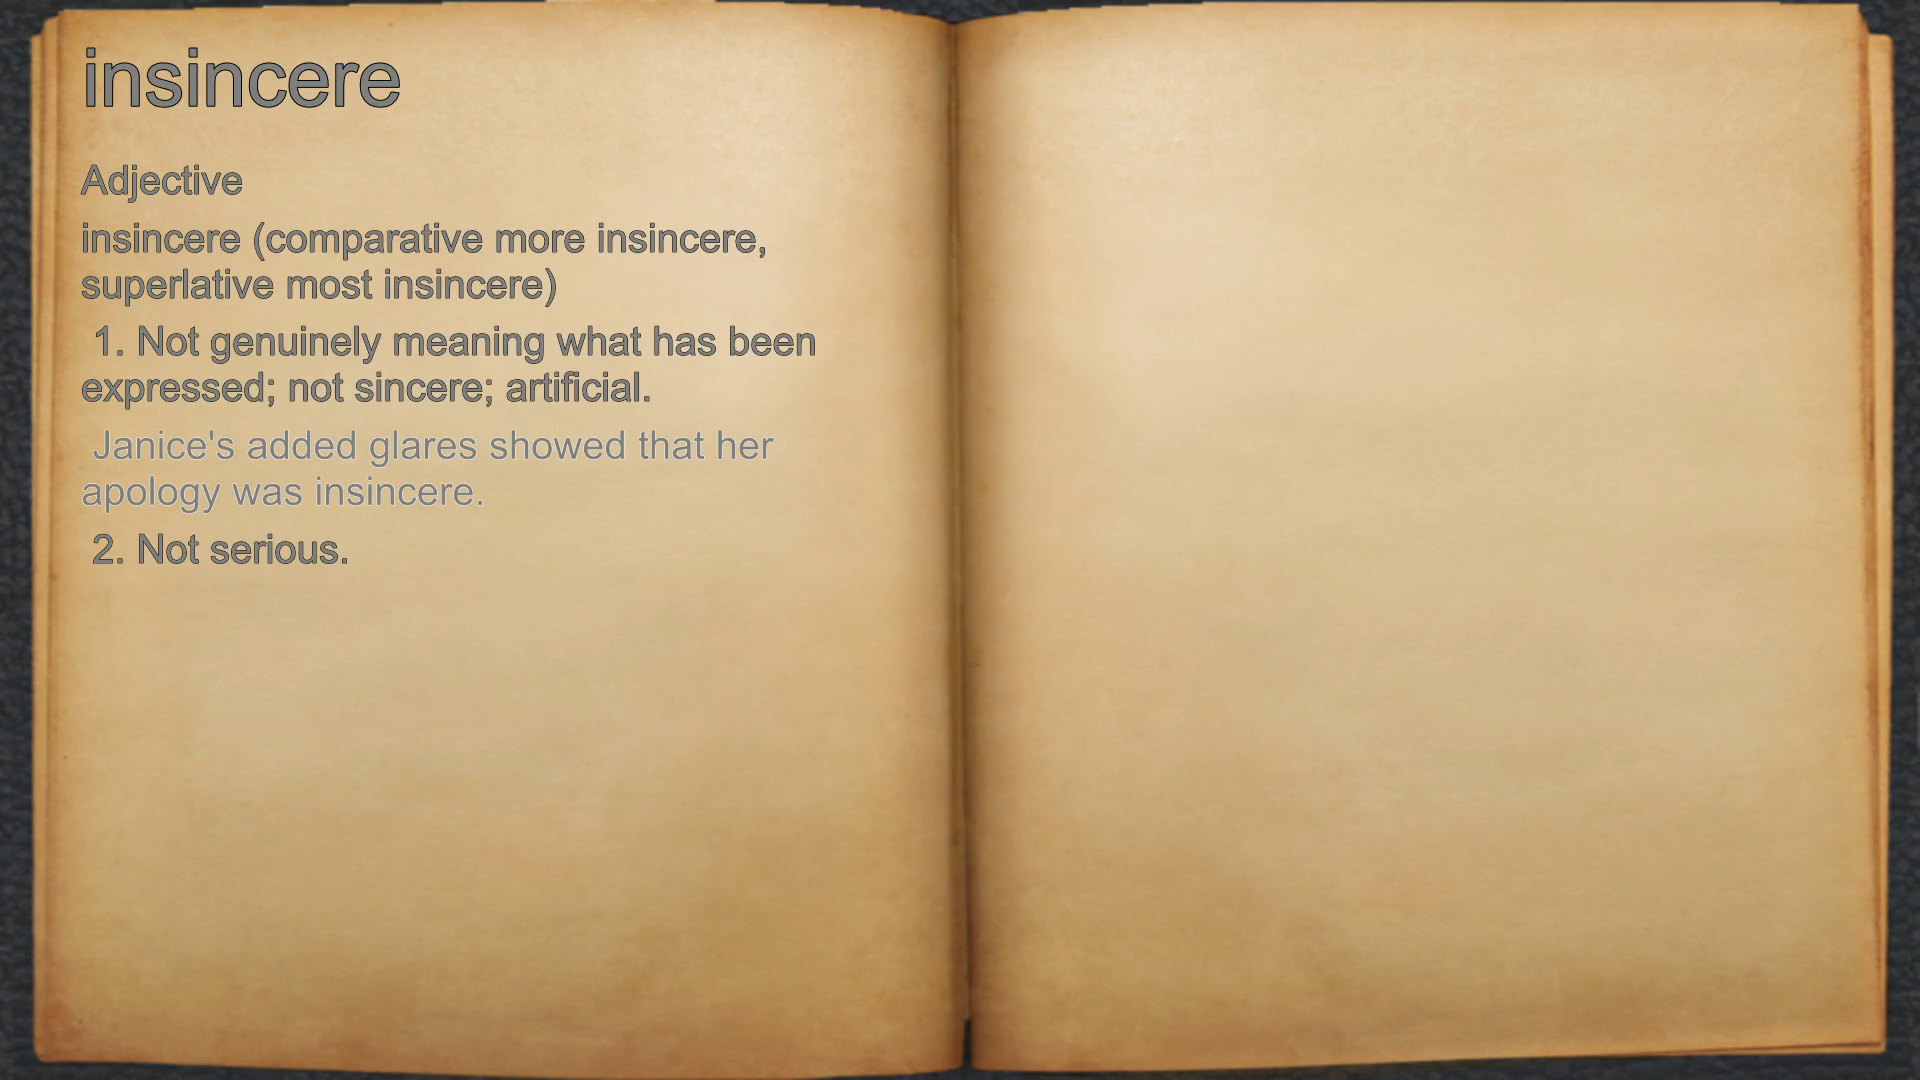 insincere
Adjective
insincere (comparative more insincere,
superlative most insincere)
1. Not genuinely meaning what has been
expressed; not sincere; artificial.
Janice's added glares showed that her
apology was insincere.
2. Not serious.